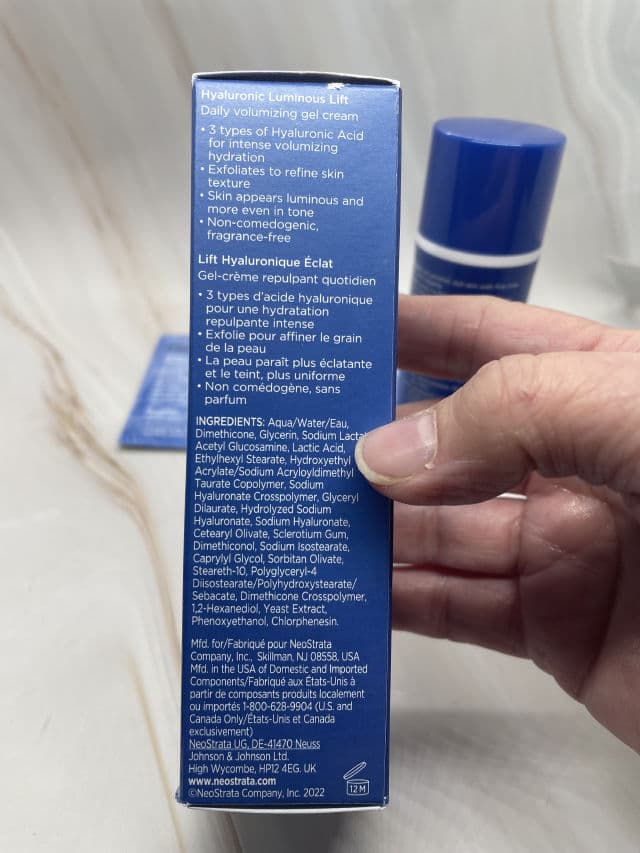 Hyaluronic Luminous Lift
Daily volumizing gel cream
• 3 types of Hyaluronic Acid
for intense volumizing
hydration
• Exfoliates to refine skin
texture
• Skin appears luminous and
more even in tone
• Non-comedogenic,
fragrance-free
Lift Hyaluronique Éclat
Gel-crème repulpant quotidien
• 3 types d'acide hyaluronique
pour une hydratation
repulpante intense
• Exfolie pour affiner le grain
de la peau
• La peau paraît plus éclatante
et le teint, plus uniforme
• Non comédogène, sans
parfum
INGREDIENTS: Aqua/Water/Eau,
Dimethicone, Glycerin, Sodium
Acetyl Glucosamine, Lactic Acid,
Ethylhexyl Stearate, Hydroxyethyl
Acrylate/Sodium Acryloyldimethyl
Taurate Copolymer, Sodium
Hyaluronate Crosspolymer, Glyceryl
Dilaurate, Hydrolyzed Sodium
Hyaluronate, Sodium Hyaluronate,
Cetearyl Olivate, Sclerotium Gum,
Dimethiconol, Sodium Isostearate,
Caprylyl Glycol, Sorbitan Olivate,
Steareth-10, Polyglyceryl-4
Diisostearate/Polyhydroxystearate/
Sebacate, Dimethicone Crosspolymer,
1,2-Hexanediol, Yeast Extract,
Phenoxyethanol, Chlorphenesin.
Mfd. for/Fabriqué pour NeoStrata
Company, Inc., Skillman, NJ 08558, USA
Mfd. in the USA of Domestic and Imported
Components/Fabriqué aux États-Unis à
partir de composants produits localement
ou importés 1-800-628-9904 (U.S. and
Canada Only/États-Unis et Canada
exclusivement)
NeoStrata UG, DE-41470 Neuss
Johnson & Johnson Ltd.
High Wycombe, HP12 4EG. UK
www.neostrata.com
©NeoStrata Company, Inc. 2022
12M